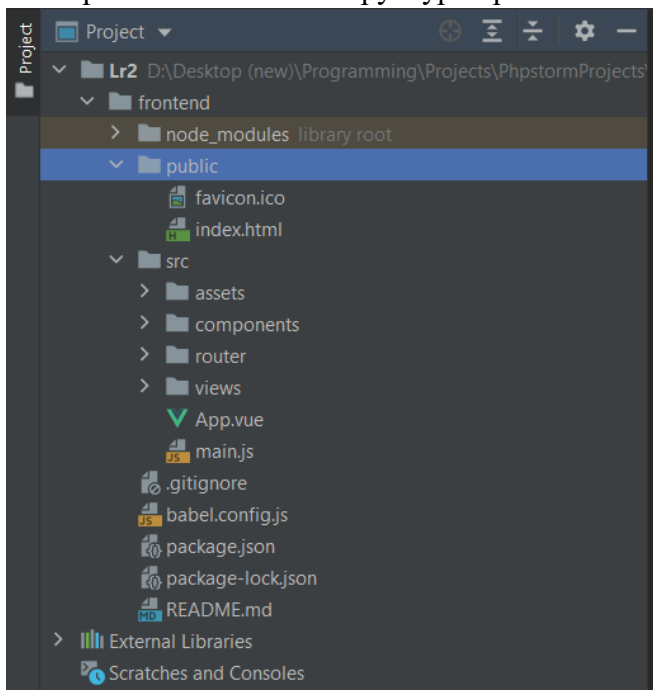 Project
Project
Lr2 D:\Desktop (new)\Programming\Projects\PhpstormProjects\
frontend
node_modules library root
public
favicon.ico
index.html
src
assets
components
router
views
App.vue
main.js
.gitignore
babel.config.js
package.json
package-lock.json
README.md
External Libraries
Scratches and Consoles